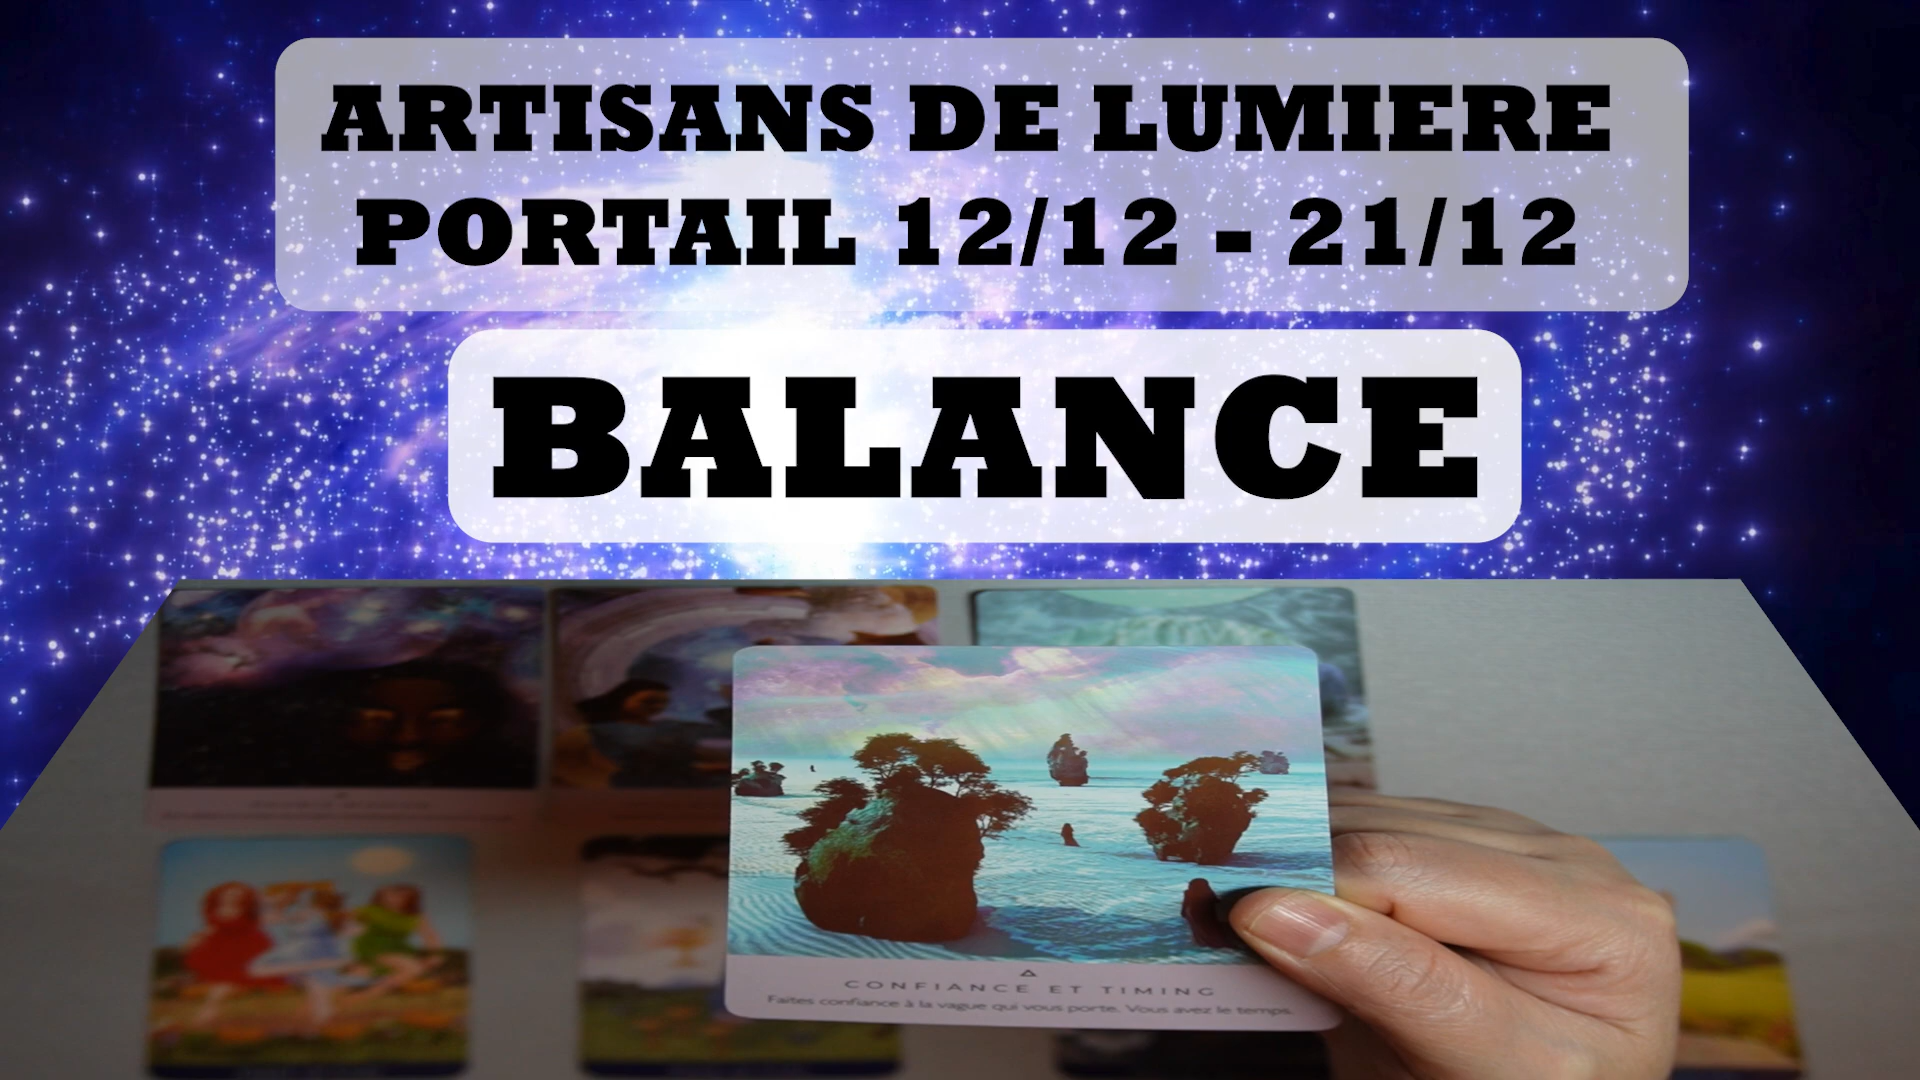 ARTISANS DE LUMIERE
PORTAIL 12/12 - 21/12
BALANCE
CONFIANCE ET TIMING
Faites confiance à la vague qui vous porte. Vous avez le temps.